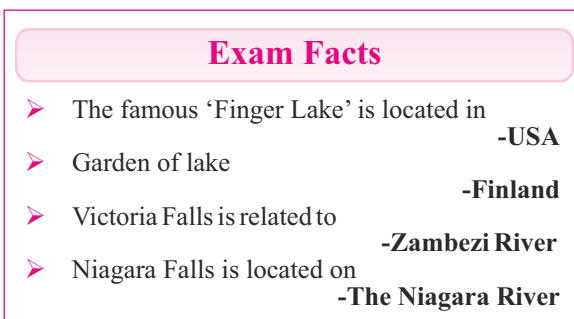 Exam Facts
➢ The famous ‘Finger Lake’ is located in
-USA
➢ Garden of lake
-Finland
➢ Victoria Falls is related to
-Zambezi River
➢ Niagara Falls is located on
-The Niagara River